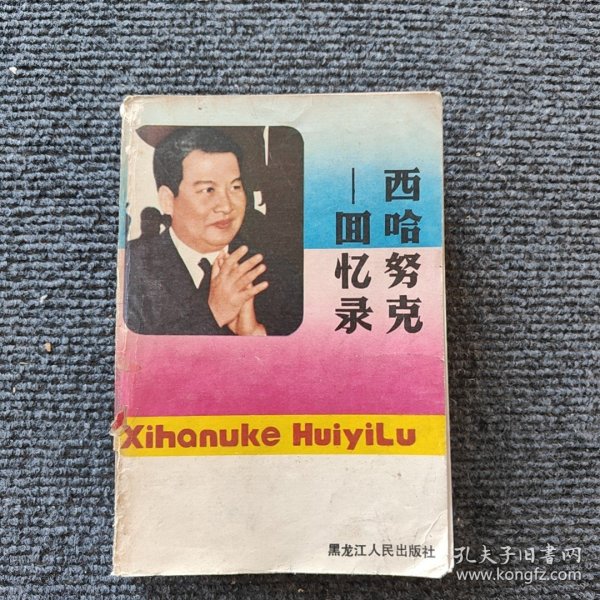 西哈努克
—回忆录
Xihanuke HuiyiLu
黑龙江人民出版社
孔夫子旧书网
www.kongfz.com